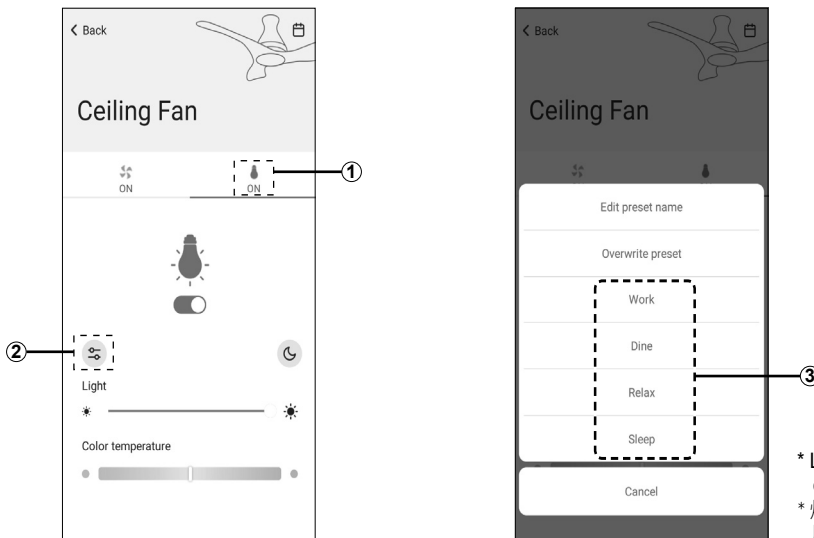 Back
Ceiling Fan
ON
ON
1
2
Light
Color temperature
Back
Ceiling Fan
Edit preset name
Overwrite preset
Work
Dine
Relax
Sleep
Cancel
3
* L
*